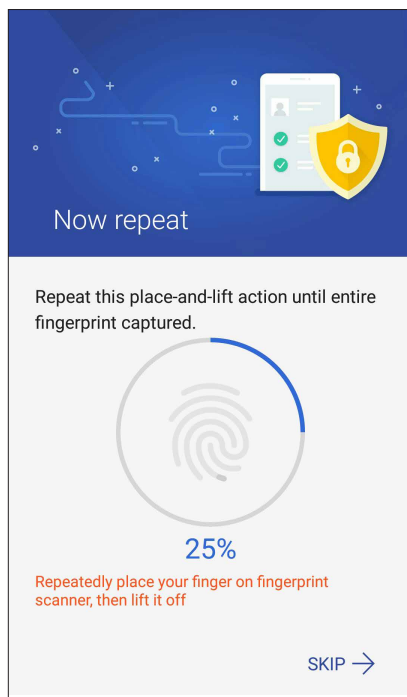 Now repeat
Repeat this place-and-lift action until entire
fingerprint captured.
25%
Repeatedly place your finger on fingerprint
scanner, then lift it off
SKIP